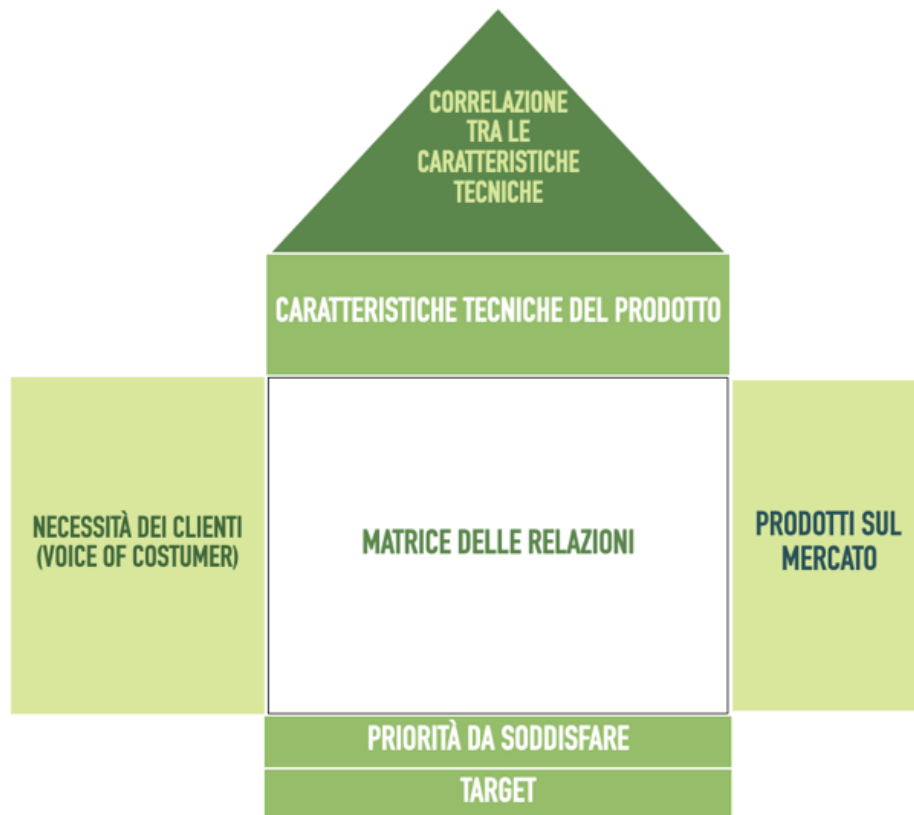 CORRELAZIONE
TRA LE
CARATTERISTICHE
TECNICHE
CARATTERISTICHE TECNICHE DEL PRODOTTO
NECESSITÀ DEI CLIENTI
(VOICE OF COSTUMER)
MATRICE DELLE RELAZIONI
PRODOTTI SUL
MERCATO
PRIORITÀ DA SODDISFARE
TARGET